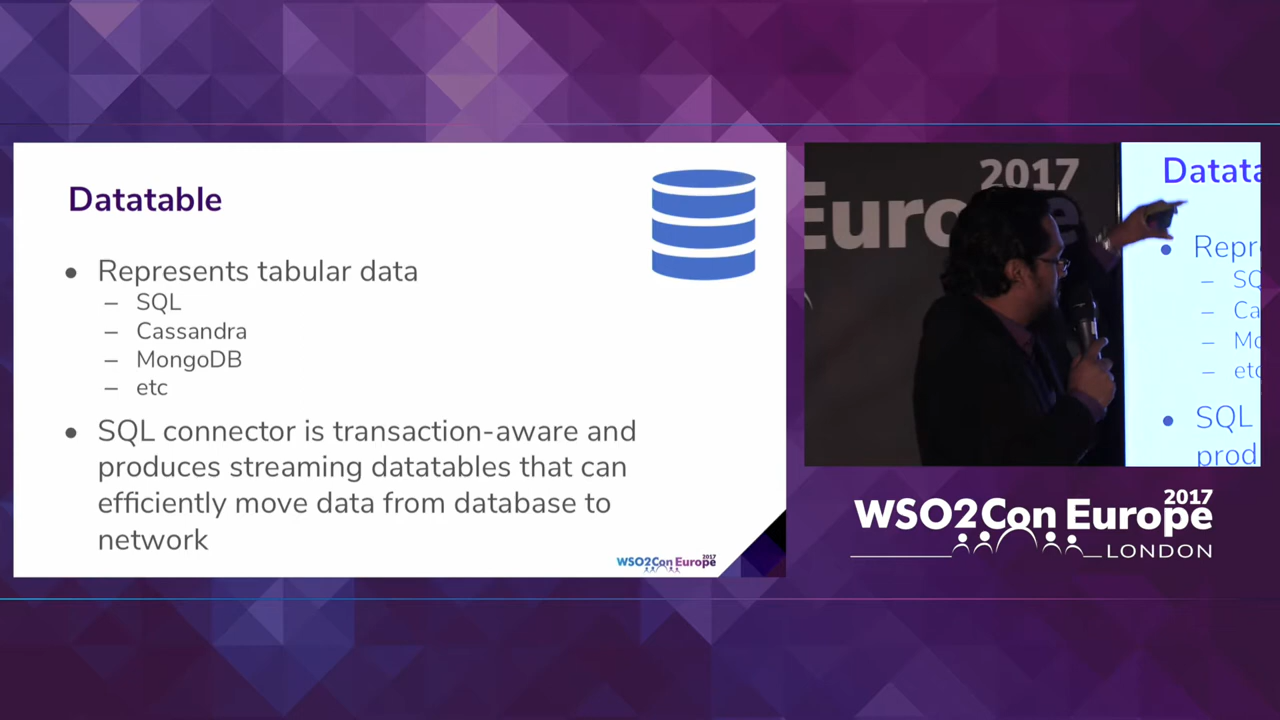 Datatable
● Represents tabular data
– SQL
– Cassandra
– MongoDB
– etc
● SQL connector is transaction-aware and
produces streaming datatables that can
efficiently move data from database to
network
WSO2Con Europe 2017
2017
Euro e
Datata
● Repr
– SQ
– Ca
– Mo
– etc
● SQL
prod
WSO2Con Europe 2017
LONDON